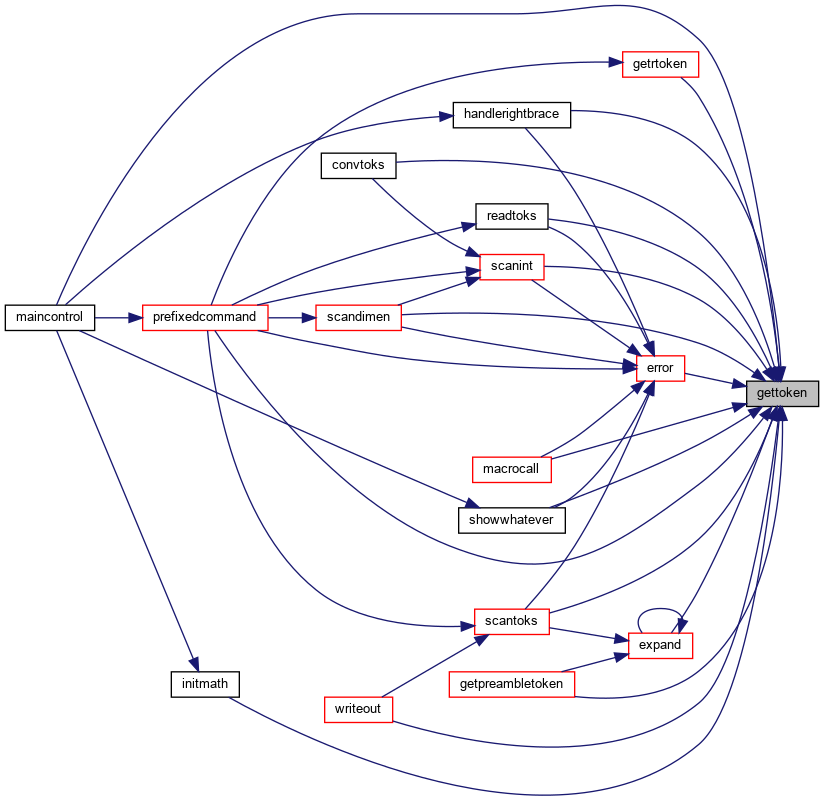 getrtoken
handlerightbrace
convtoks
readtoks
scanint
maincontrol
prefixedcommand
scandimen
error
gettoken
macrocall
showwhatever
scantoks
expand
initmath
getpreambletoken
writeout